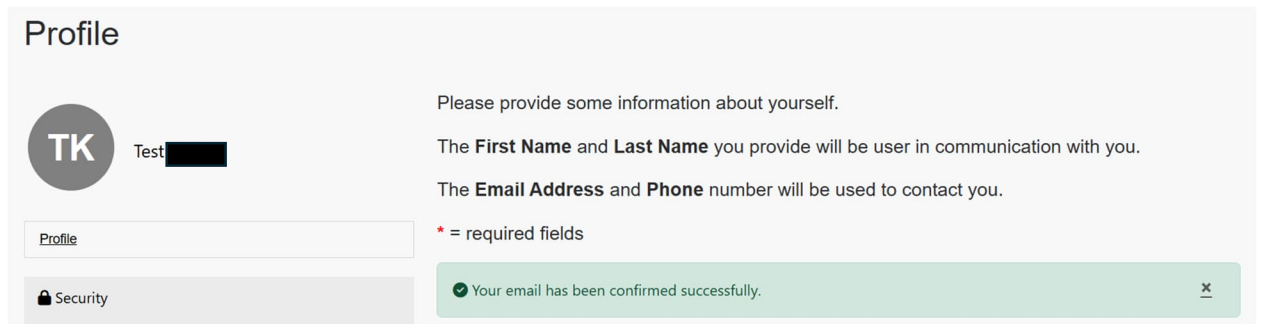 Profile
TK
Test
Profile
Security
Please provide some information about yourself.
The First Name and Last Name you provide will be user in communication with you.
The Email Address and Phone number will be used to contact you.
* = required fields
Your email has been confirmed successfully. ×